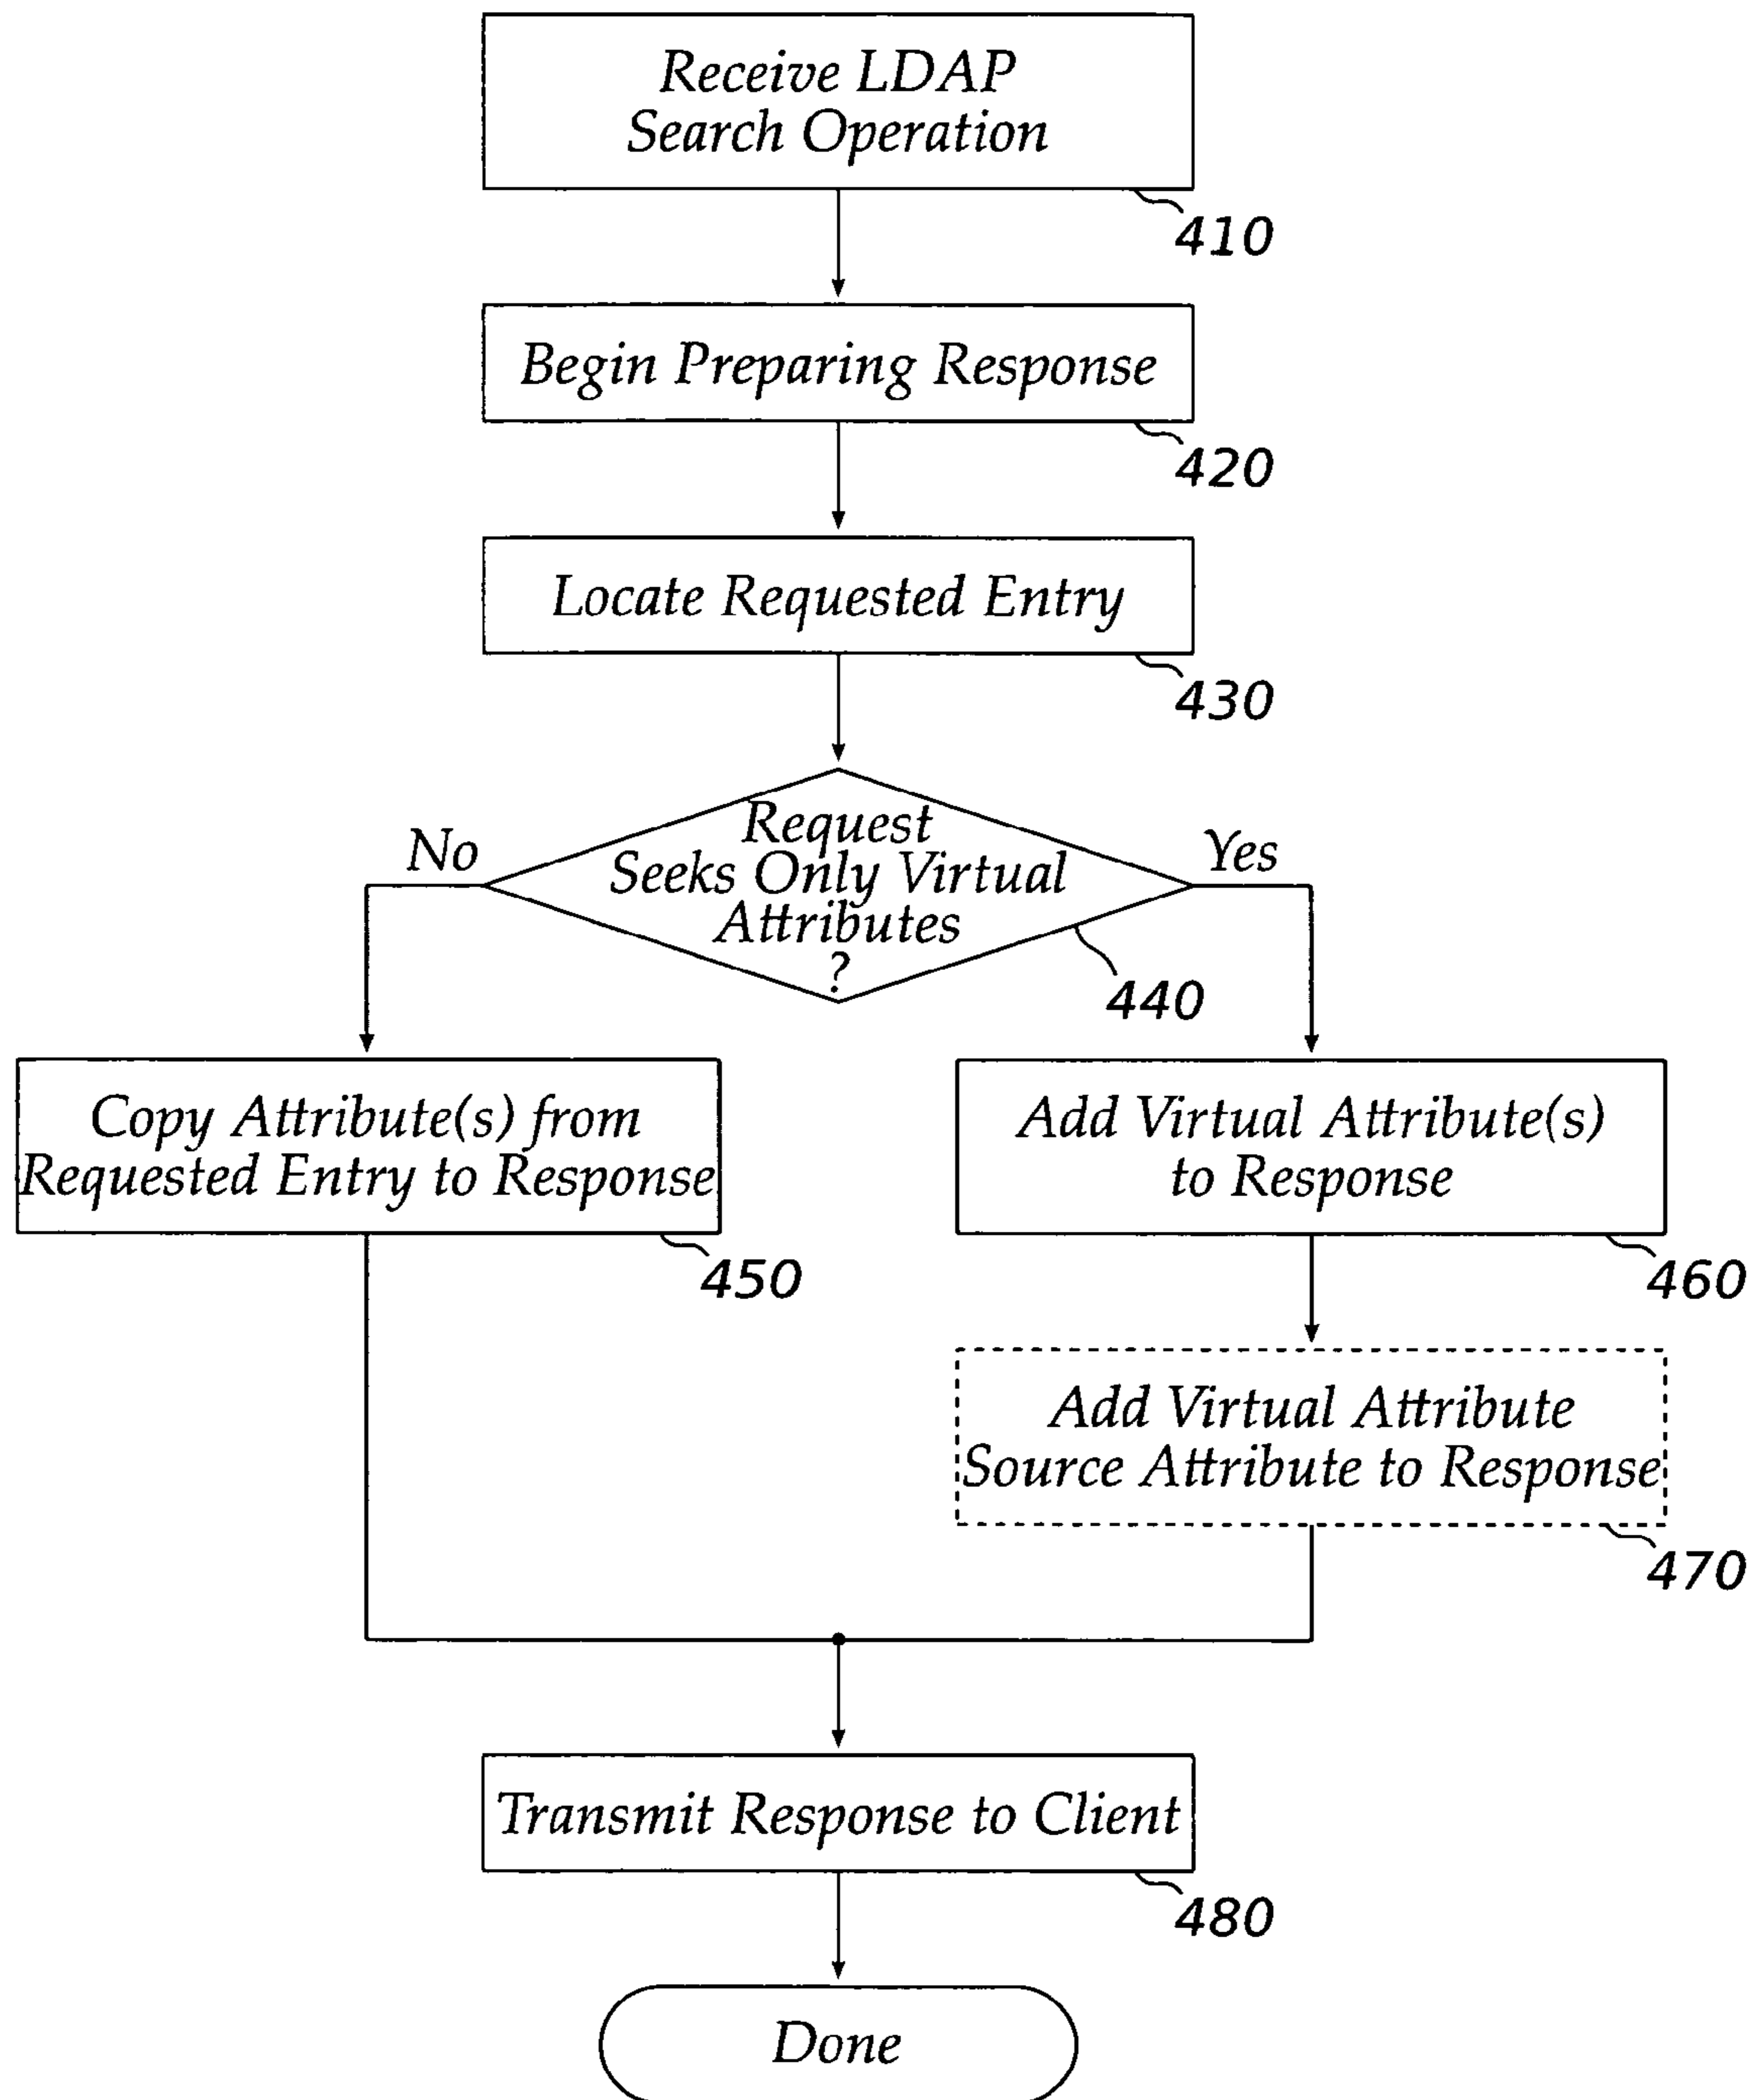 Receive LDAP
Search Operation
410
Begin Preparing Response
420
Locate Requested Entry
430
Request
Seeks Only Virtual
Attributes
?
No
Yes
440
Copy Attribute(s) from
Requested Entry to Response
450
Add Virtual Attribute(s)
to Response
460
Add Virtual Attribute
Source Attribute to Response
470
Transmit Response to Client
480
Done